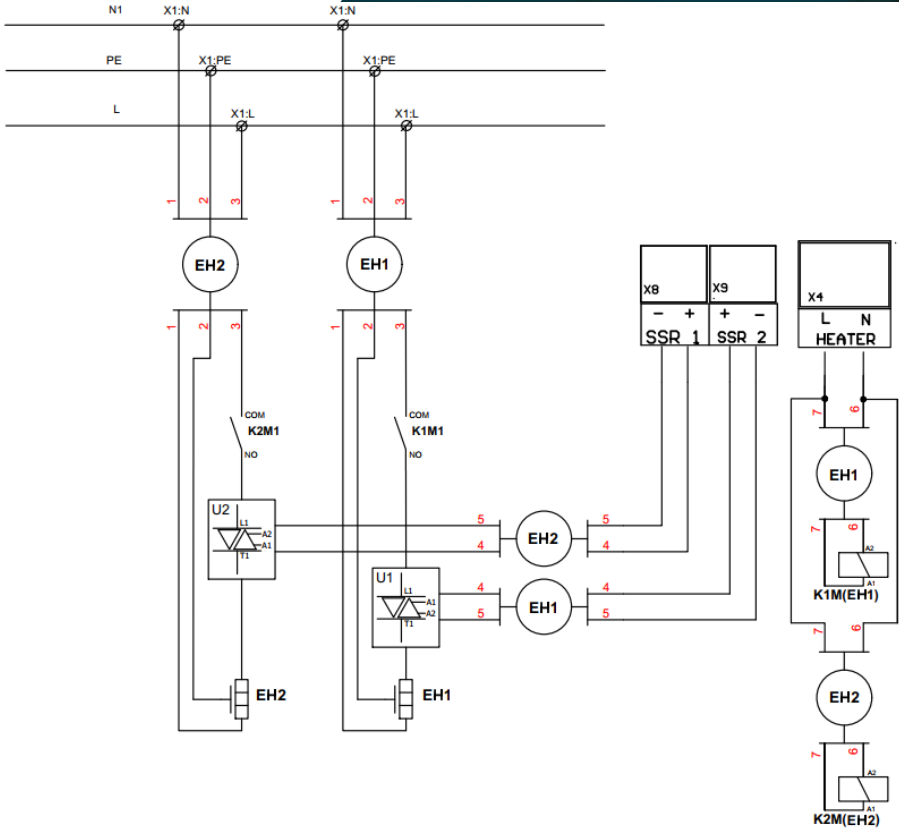 N1 X1:N X1:N
PE X1:PE X1:PE
L X1:L X1:L
1 2 3 1 2 3
EH2 EH1
X8 X9 X4
- + + -
SSR 1 SSR 2
L N
HEATER
1 2 3 1 2 3
COM COM
K2M1 K1M1
NO NO
7 6
EH1
7 6
A2
A1
K1M(EH1)
U2
L1
A2
A1
T1
5 5
EH2
4 4
U1
L1
A1
A2
T1
4 4
EH1
5 5
7 6
EH2
EH2 EH1
7 6
A2
A1
K2M(EH2)